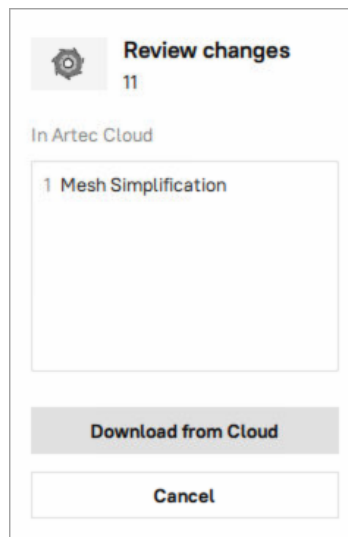 Review changes
11
In Artec Cloud
1 Mesh Simplification
Download from Cloud
Cancel